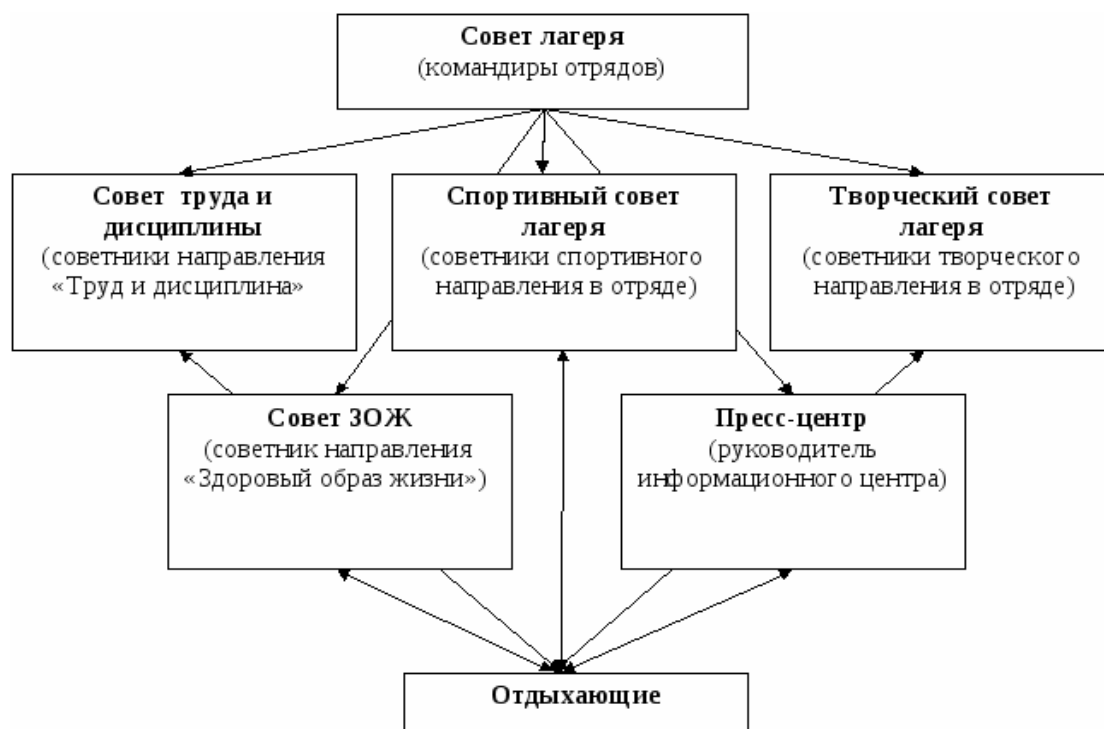 Совет лагеря
(командиры отрядов)
Совет труда и
дисциплины
(советники направления
«Труд и дисциплина»
Спортивный совет
лагеря
(советники спортивного
направления в отряде)
Творческий совет
лагеря
(советники творческого
направления в отряде)
Совет ЗОЖ
(советник направления
«Здоровый образ жизни»)
Пресс-центр
(руководитель
информационного центра)
Отдыхающие